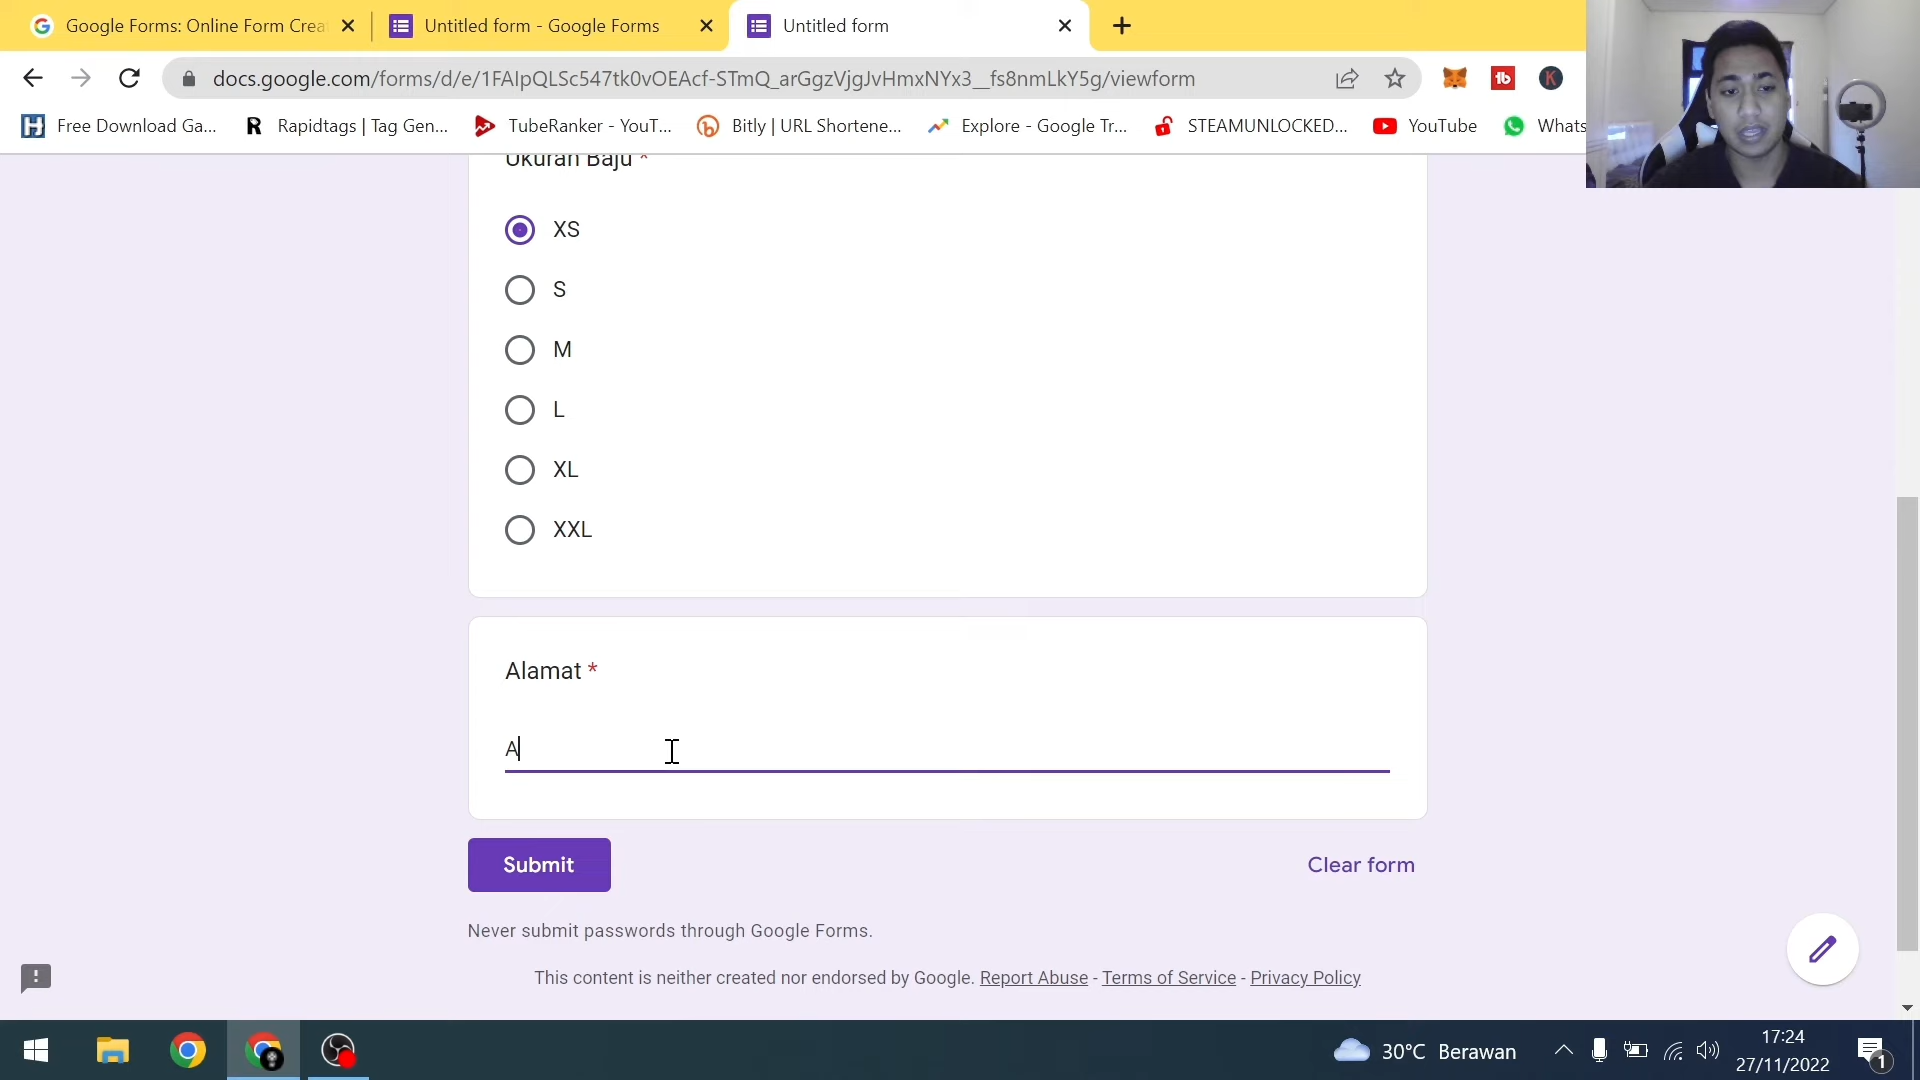 Google Forms: Online Form Crea
Untitled form - Google Forms
Untitled form
docs.google.com/forms/d/e/1FAIpQLSc547tk0vOEAcf-STmQ_arGgzVjgJvHmxNYx3__fs8nmLkY5g/viewform
Free Download Ga...
Rapidtags | Tag Gen...
TubeRanker - YouT...
Bitly | URL Shortene...
Explore - Google Tr...
STEAMUNLOCKED...
YouTube
Whats
Ukuran Baju *
XS
S
M
L
XL
XXL
Alamat *
A
Submit
Clear form
Never submit passwords through Google Forms.
This content is neither created nor endorsed by Google. Report Abuse - Terms of Service - Privacy Policy
30°C Berawan
17:24
27/11/2022
1